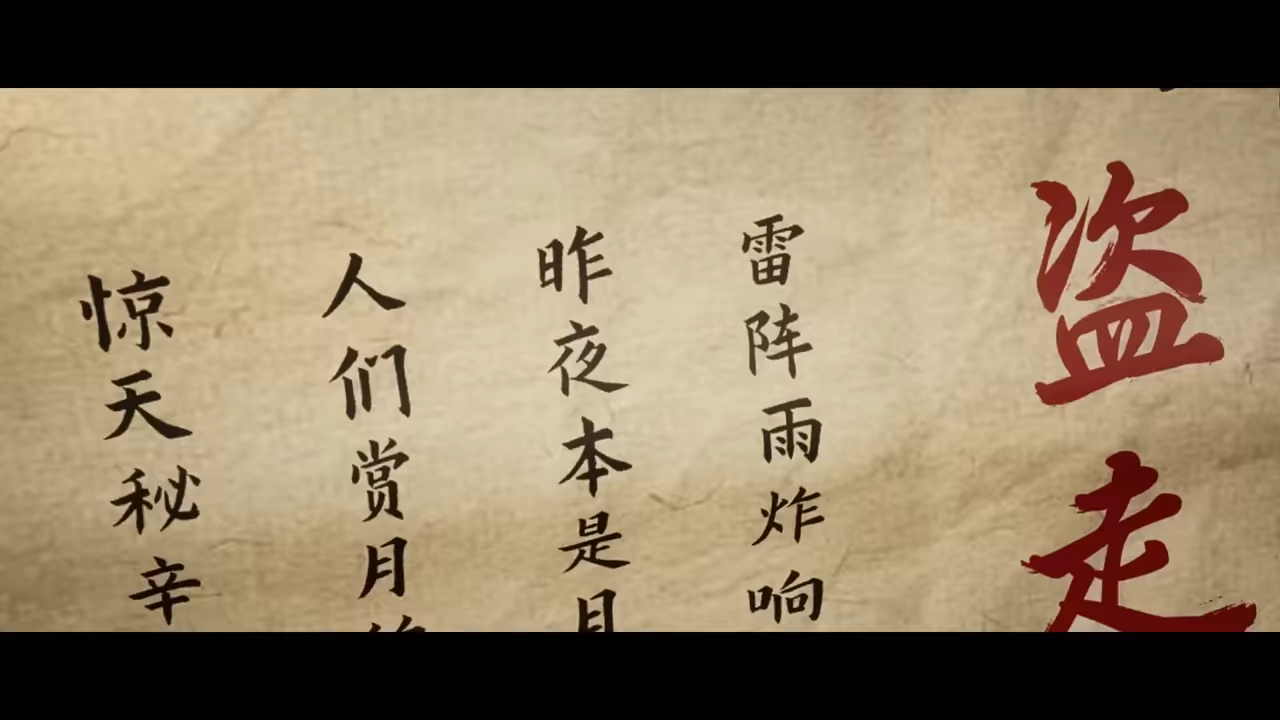 盗走
雷阵雨炸响
昨夜本是
人们赏月
惊天秘辛